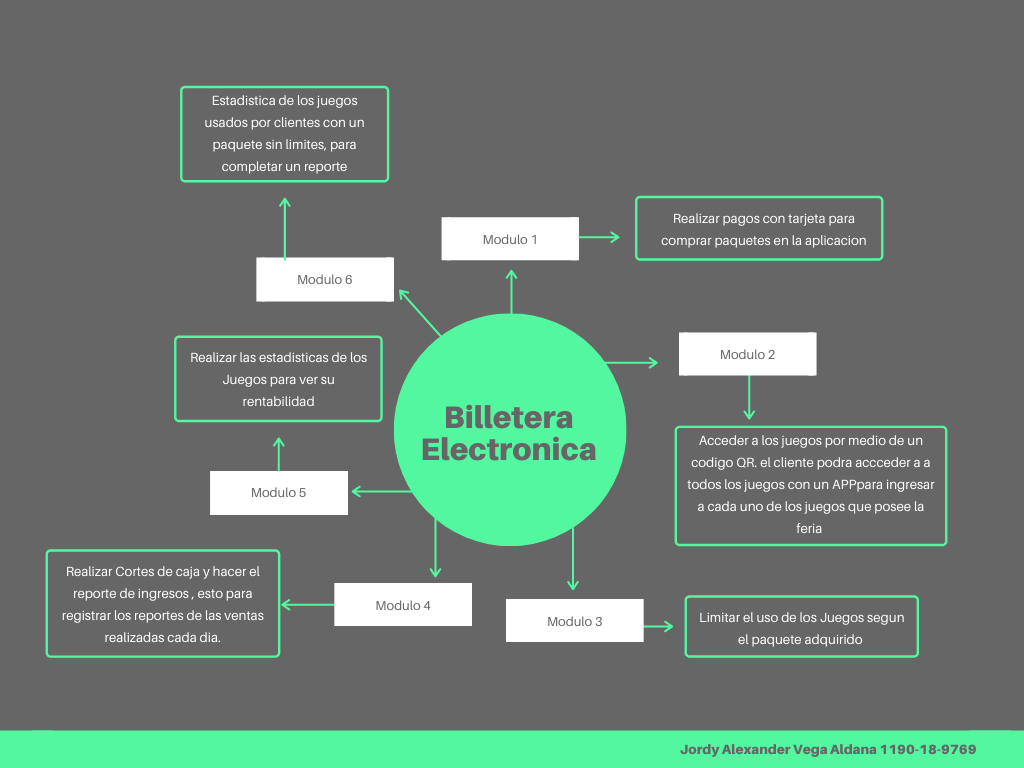 Estadistica de los juegos
usados por clientes con un
paquete sin limites, para
completar un reporte
Modulo 6
Modulo 1
Realizar pagos con tarjeta para
comprar paquetes en la aplicacion
Modulo 2
Acceder a los juegos por medio de un
codigo QR. el cliente podra accceder a a
todos los juegos con un APPpara ingresar
a cada uno de los juegos que posee la
feria
Realizar las estadisticas de los
Juegos para ver su
rentabilidad
Modulo 5
Billetera
Electronica
Realizar Cortes de caja y hacer el
reporte de ingresos , esto para
registrar los reportes de las ventas
realizadas cada dia.
Modulo 4
Modulo 3
Limitar el uso de los Juegos segun
el paquete adquirido
Jordy Alexander Vega Aldana 1190-18-9769